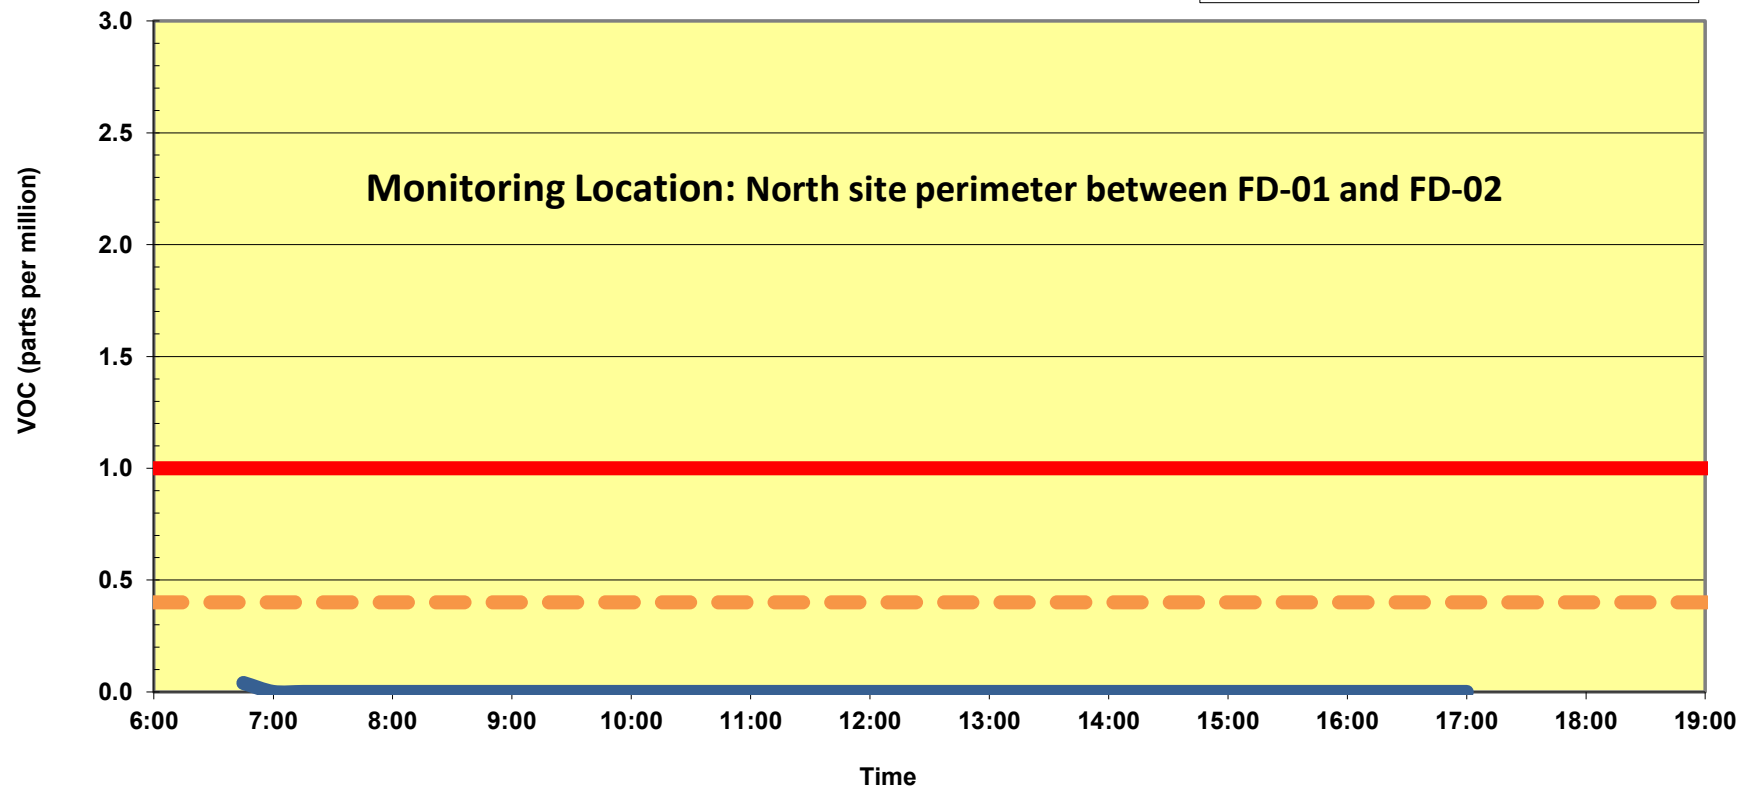 3.0
2.5
Monitoring Location: North site perimeter between FD-01 and FD-02
2.0
1.5
1.0
0.5
0.0
VOC (parts per million)
6:00 7:00 8:00 9:00 10:00 11:00 12:00 13:00 14:00 15:00 16:00 17:00 18:00 19:00
Time